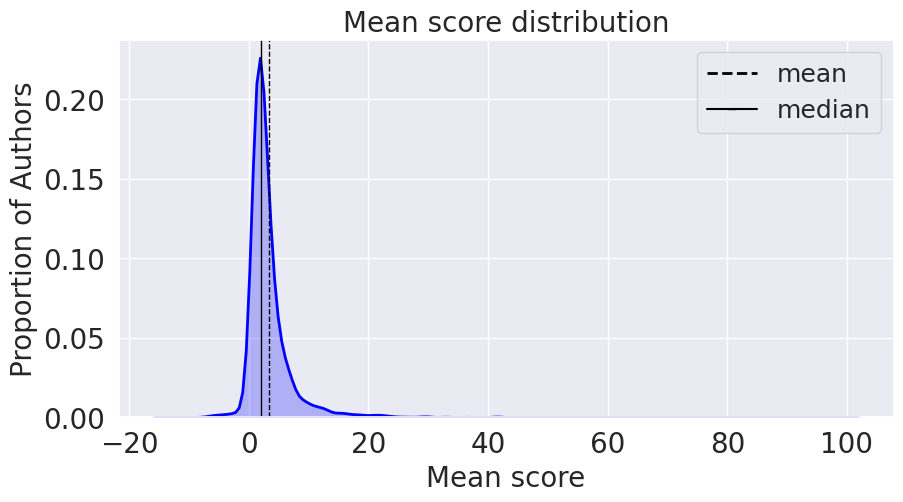 Mean score distribution
mean
median
Proportion of Authors
0.20
0.15
0.10
0.05
0.00
−20
0
20
40
60
80
100
Mean score